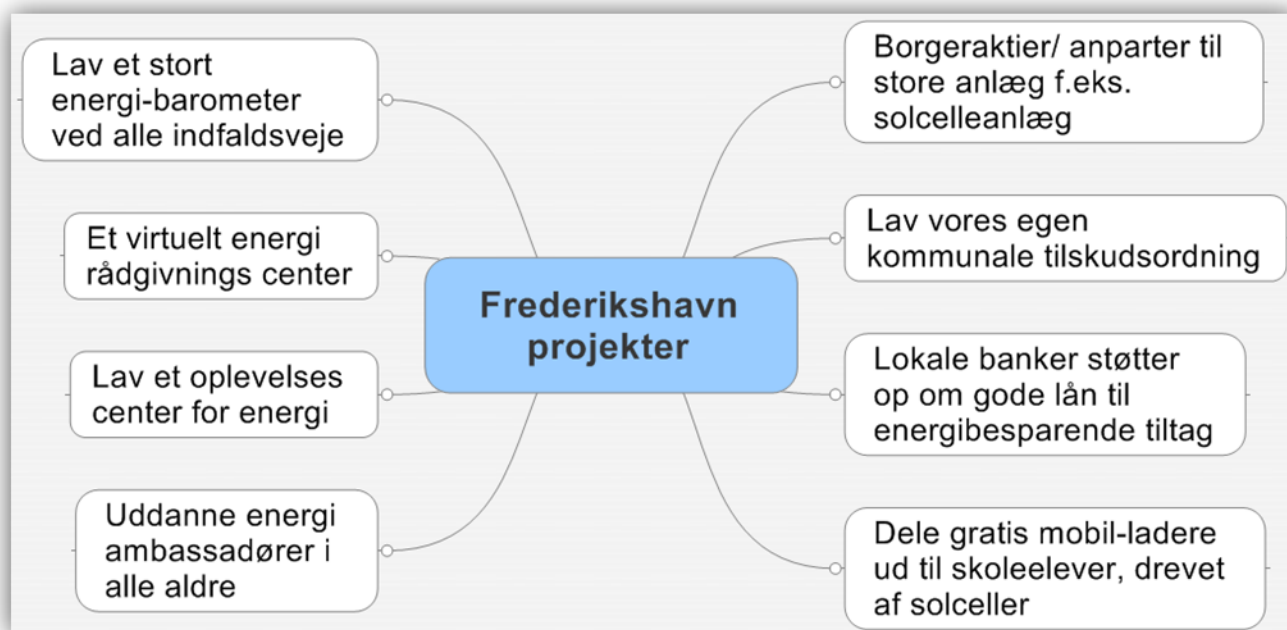 Lav et stort
energi-barometer
ved alle indfaldsveje
Et virtuelt energi
rådgivnings center
Lav et oplevelses
center for energi
Uddanne energi
ambassadører i
alle aldre
Frederikshavn
projekter
Borgeraktier/ anparter til
store anlæg f.eks.
solcelleanlæg
Lav vores egen
kommunale tilskudsordning
Lokale banker støtter
op om gode lån til
energibesparende tiltag
Dele gratis mobil-ladere
ud til skoleelever, drevet
af solceller